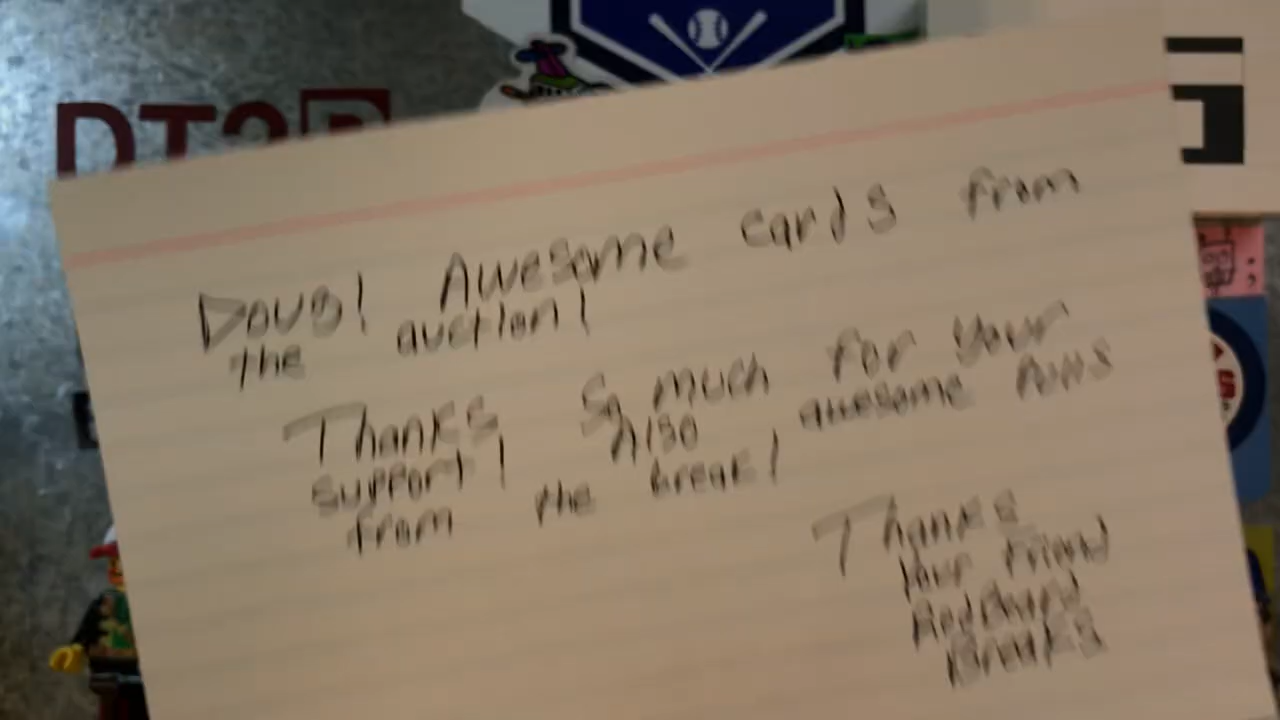 DOUG! Awesome cards from
the auction!
Thanks so much for your
support! Also awesome Pulls
from the break!
Thanks
Your Friend
Redbird
Breaks